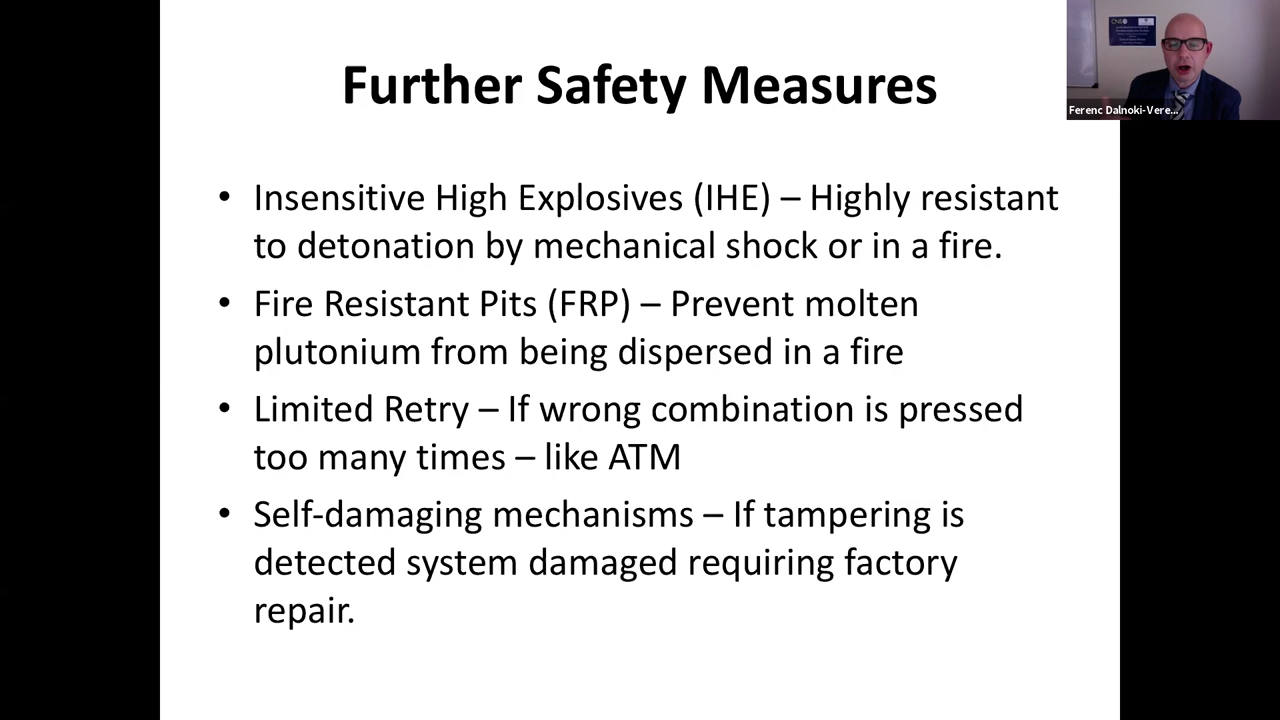 Further Safety Measures
• Insensitive High Explosives (IHE) – Highly resistant
to detonation by mechanical shock or in a fire.
• Fire Resistant Pits (FRP) – Prevent molten
plutonium from being dispersed in a fire
• Limited Retry – If wrong combination is pressed
too many times – like ATM
• Self-damaging mechanisms – If tampering is
detected system damaged requiring factory
repair.
CNS
Ferenc Dalnoki-Vere...